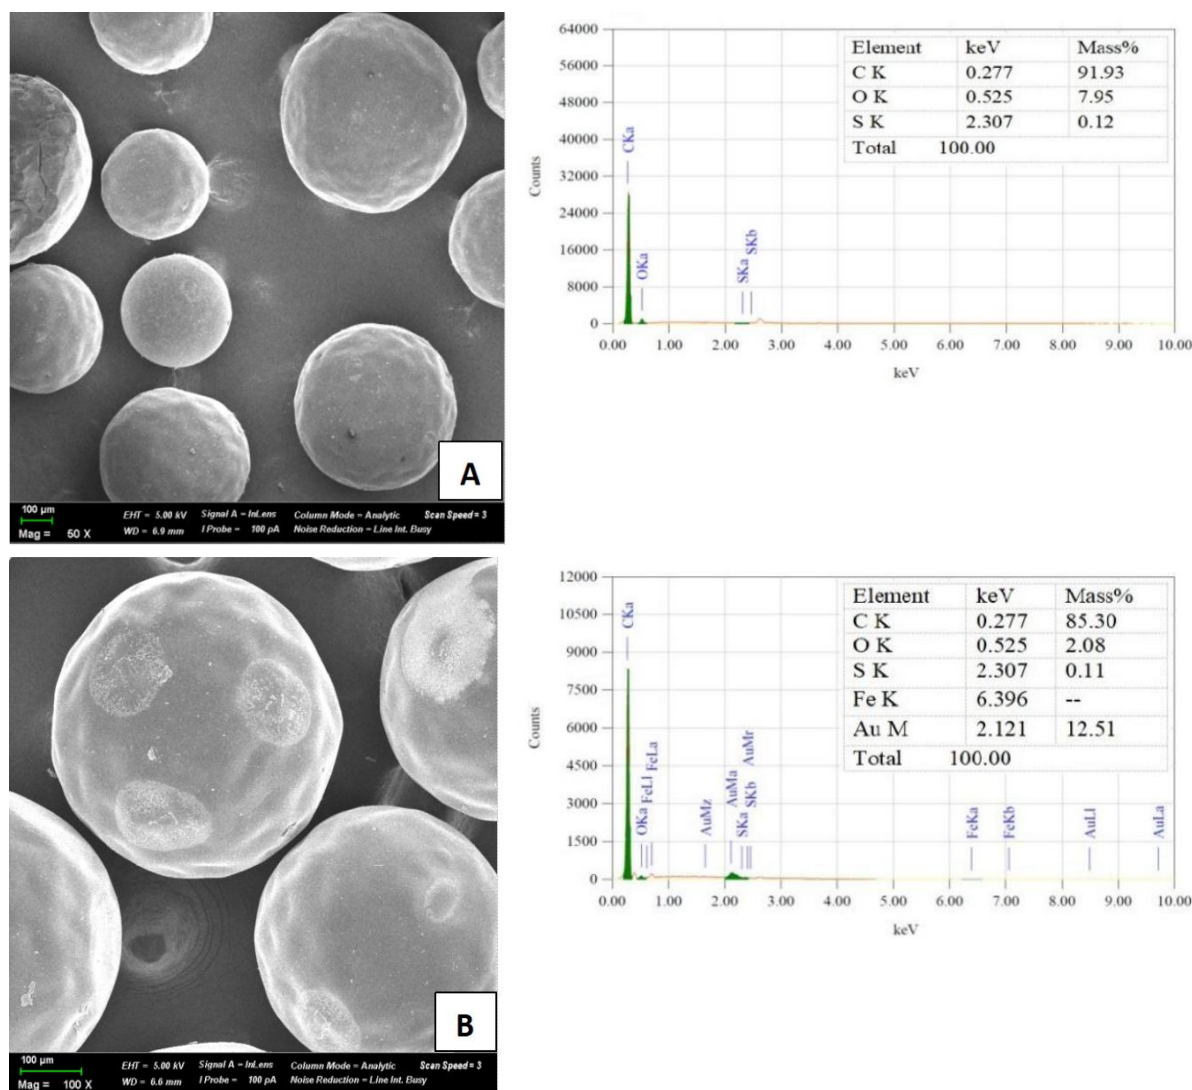 64000
56000
48000
40000
32000
24000
16000
8000
0
Counts
CKa
OKa
SKa
SKb
Element keV Mass%
C K 0.277 91.93
O K 0.525 7.95
S K 2.307 0.12
Total 100.00
0.00 1.00 2.00 3.00 4.00 5.00 6.00 7.00 8.00 9.00 10.00
keV
A
100 µm
Mag = 50 X
EHT = 5.00 kV Signal A = InLens Column Mode = Analytic Scan Speed = 3
WD = 6.9 mm I Probe = 100 pA Noise Reduction = Line Int. Busy
12000
10500
9000
7500
6000
4500
3000
1500
0
Counts
CKa
OKa
FeLl
FeLa
AuMz
AuMa
SKa
SKb
AuMr
FeKa
FeKb
AuLl
AuLa
Element keV Mass%
C K 0.277 85.30
O K 0.525 2.08
S K 2.307 0.11
Fe K 6.396 --
Au M 2.121 12.51
Total 100.00
0.00 1.00 2.00 3.00 4.00 5.00 6.00 7.00 8.00 9.00 10.00
keV
B
100 µm
Mag = 100 X
EHT = 5.00 kV Signal A = InLens Column Mode = Analytic Scan Speed = 3
WD = 6.6 mm I Probe = 100 pA Noise Reduction = Line Int. Busy